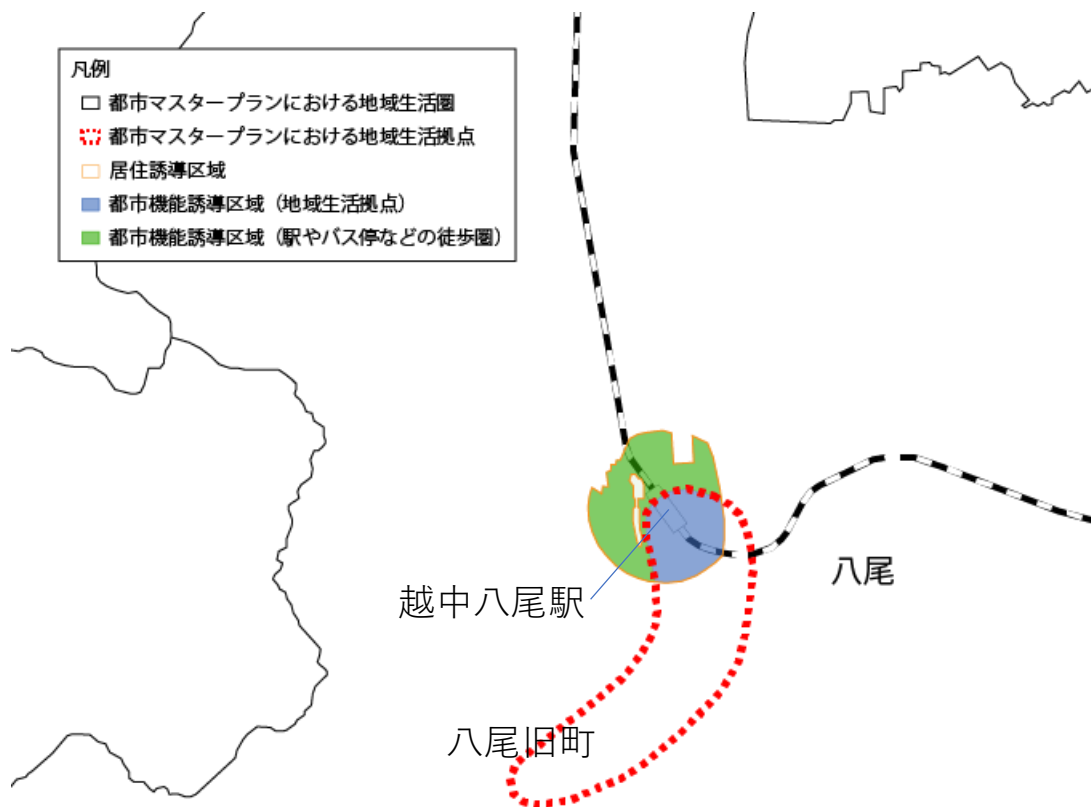 凡例
都市マスタープランにおける地域生活圏
都市マスタープランにおける地域生活拠点
居住誘導区域
都市機能誘導区域（地域生活拠点）
都市機能誘導区域（駅やバス停などの徒歩圏）
八尾
越中八尾駅
八尾旧町